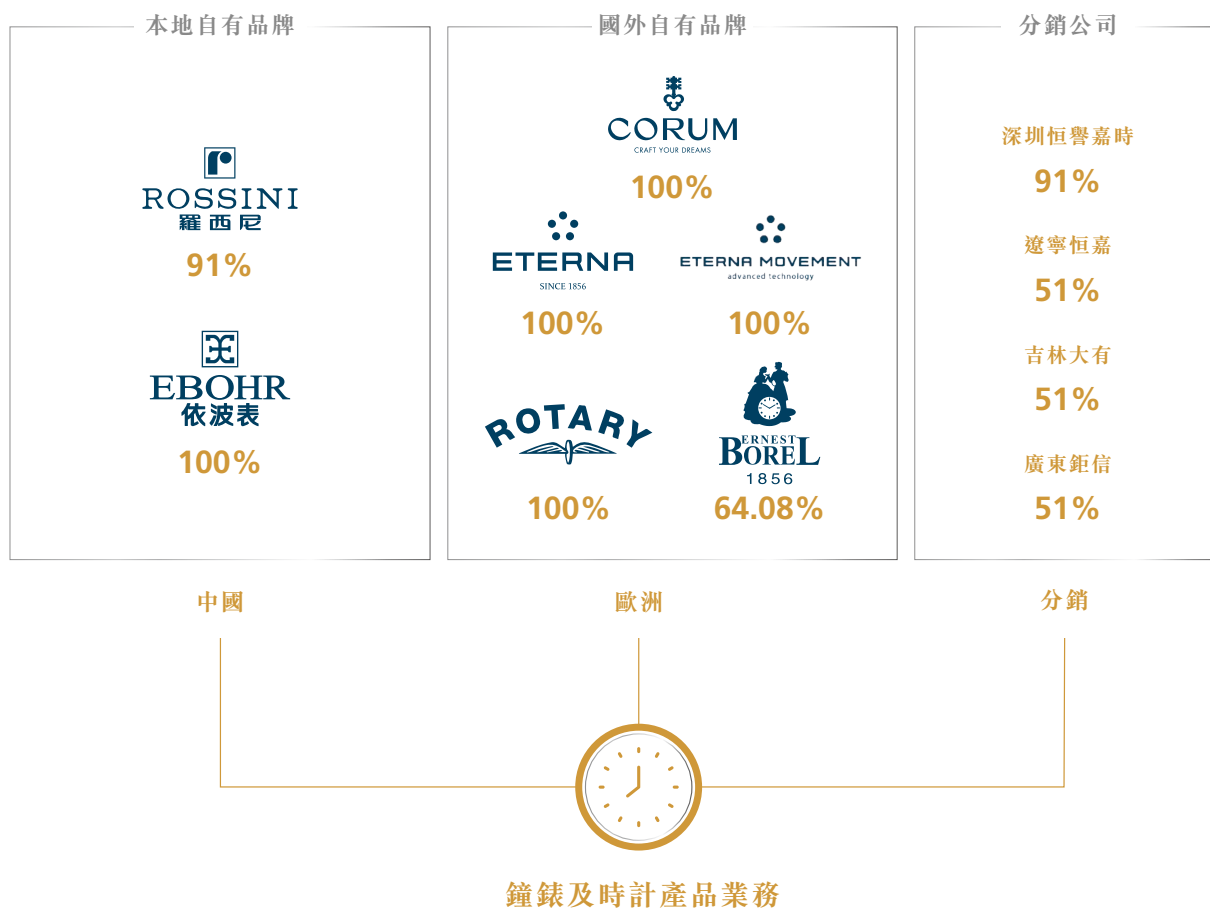 本地自有品牌
ROSSINI
羅西尼
91%
EBOHR
依波表
100%
中國
國外自有品牌
CORUM
CRAFT YOUR DREAMS
100%
ETERNA
SINCE 1856
100%
ETERNA MOVEMENT
advanced technology
100%
ROTARY
100%
ERNEST
BOREL
1856
64.08%
歐洲
分銷公司
深圳恒譽嘉時
91%
遼寧恒嘉
51%
吉林大有
51%
廣東鉅信
51%
分銷
鐘錶及時計產品業務